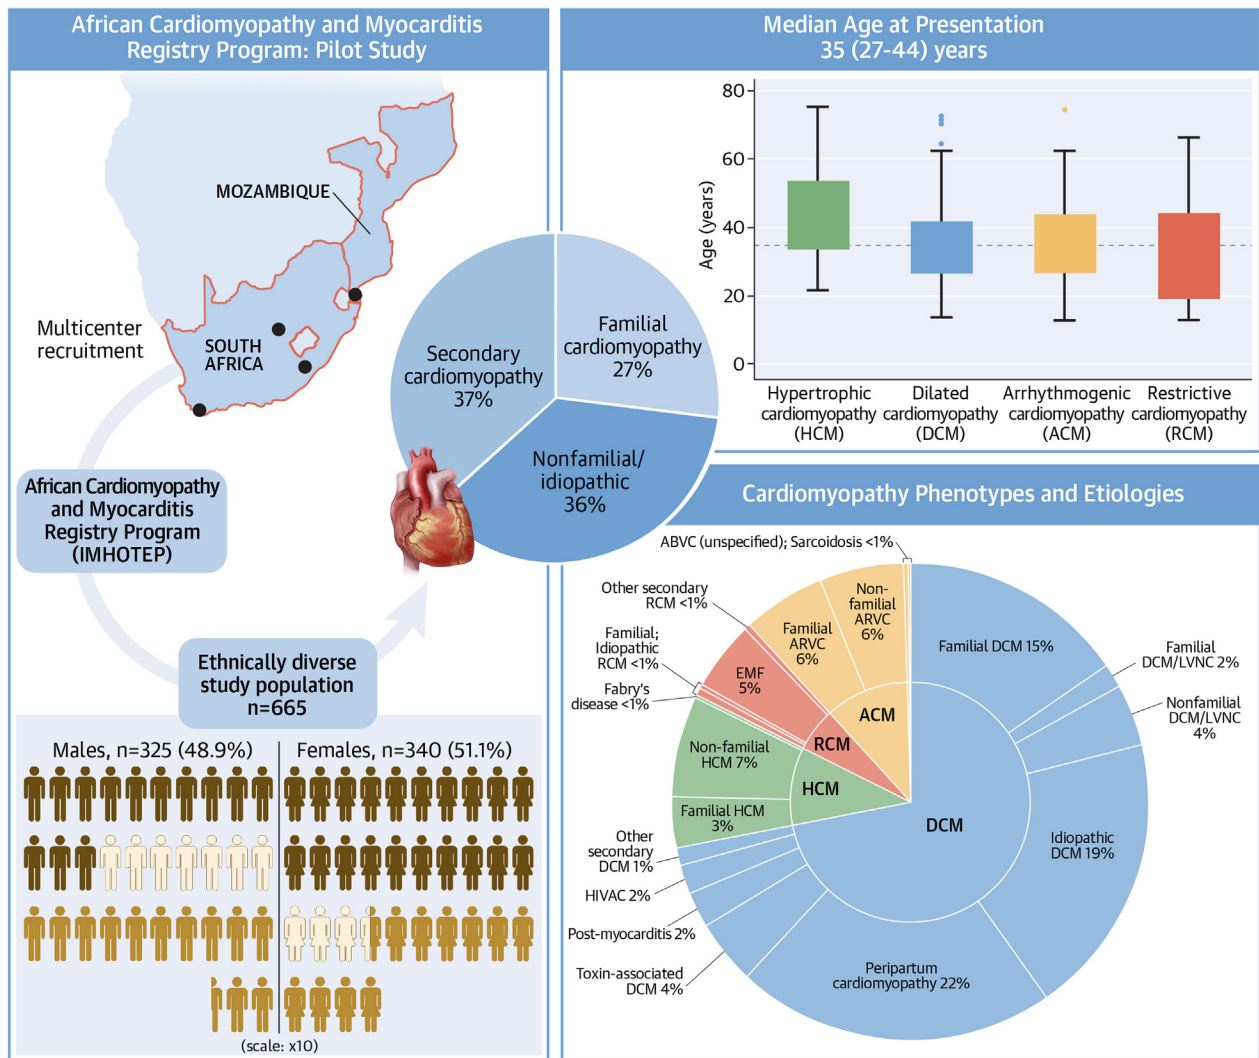 African Cardiomyopathy and Myocarditis
Registry Program: Pilot Study
MOZAMBIQUE
Multicenter
recruitment
SOUTH
AFRICA
African Cardiomyopathy
and Myocarditis
Registry Program
(IMHOTEP)
Ethnically diverse
study population
n=665
Males, n=325 (48.9%)
Females, n=340 (51.1%)
(scale: x10)
Secondary
cardiomyopathy
37%
Familial
cardiomyopathy
27%
Nonfamilial/
idiopathic
36%
Median Age at Presentation
35 (27-44) years
Age (years)
80
60
40
20
0
Hypertrophic
cardiomyopathy
(HCM)
Dilated
cardiomyopathy
(DCM)
Arrhythmogenic
cardiomyopathy
(ACM)
Restrictive
cardiomyopathy
(RCM)
Cardiomyopathy Phenotypes and Etiologies
ABVC (unspecified); Sarcoidosis <1%
Other secondary
RCM <1%
Familial;
Idiopathic
RCM <1%
Fabry's
disease <1%
Non-familial
HCM 7%
Familial HCM
3%
Other
secondary
DCM 1%
HIVAC 2%
Post-myocarditis 2%
Toxin-associated
DCM 4%
EMF
5%
Familial
ARVC
6%
Non-
familial
ARVC
6%
Familial DCM 15%
Familial
DCM/LVNC 2%
Nonfamilial
DCM/LVNC
4%
Idiopathic
DCM 19%
Peripartum
cardiomyopathy 22%
ACM
RCM
HCM
DCM